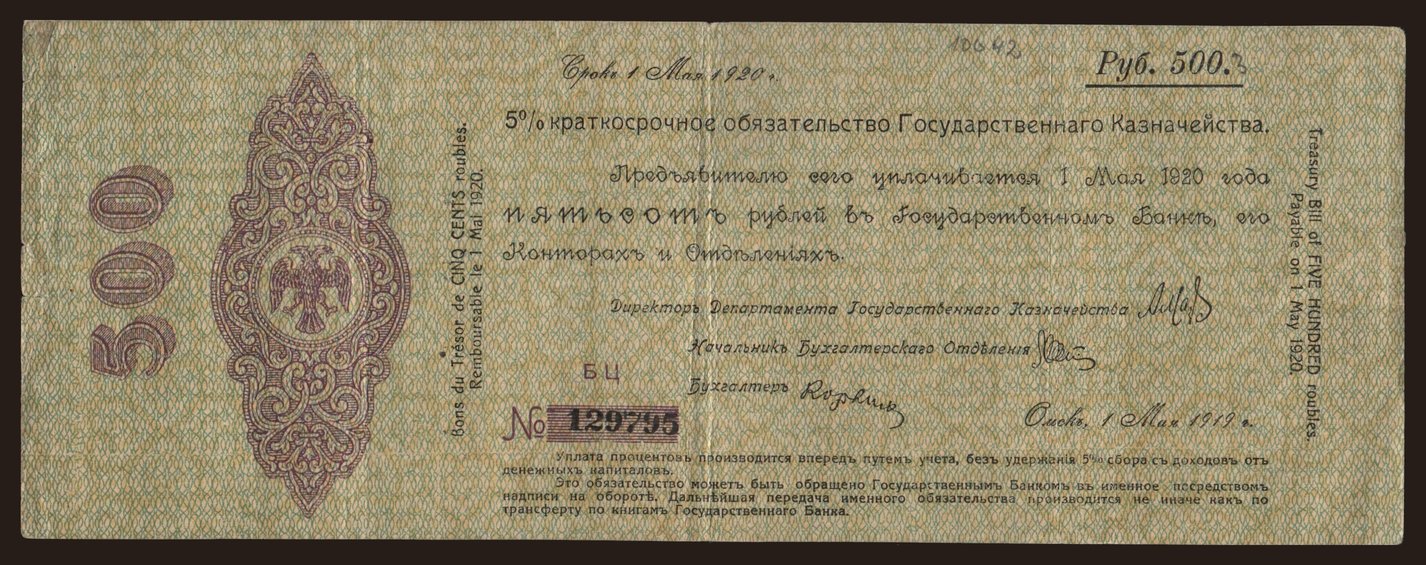 10642
Срокъ 1 Мая 1920 г.
Руб. 500.
5% краткосрочное обязательство Государственнаго Казначейства.
Предъявителю сего уплачивается 1 Мая 1920 года
пятьсотъ рублей въ Государственномъ Банкѣ, его
Конторахъ и Отдѣленіяхъ.
Директоръ Департамента Государственнаго Казначейства
Начальникъ Бухгалтерскаго Отдѣленія
Бухгалтеръ
БЦ
№ 129795
Омскъ, 1 Мая 1919 г.
Уплата процентовъ производится впередъ путемъ учета, безъ удержанія 5% сбора съ доходовъ отъ
денежныхъ капиталовъ.
Это обязательство можетъ быть обращено Государственнымъ Банкомъ въ именное посредствомъ
надписи на оборотѣ. Дальнѣйшая передача именного обязательства производится не иначе какъ по
трансферту по книгамъ Государственнаго Банка.
500
Bons du Trésor de CINQ CENTS roubles.
Remboursable le 1 Mai 1920.
Treasury Bill of FIVE HUNDRED roubles.
Payable on 1 May 1920.